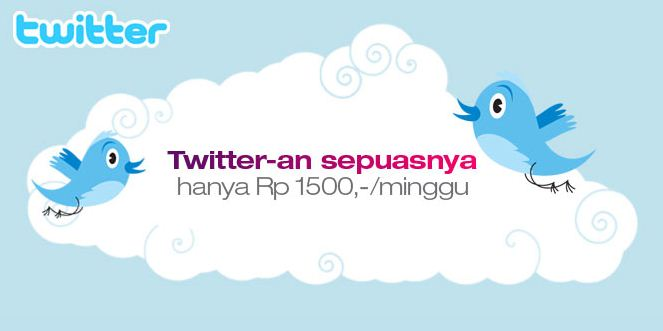 twitter
Twitter-an sepuasnya
hanya Rp 1500,-/minggu